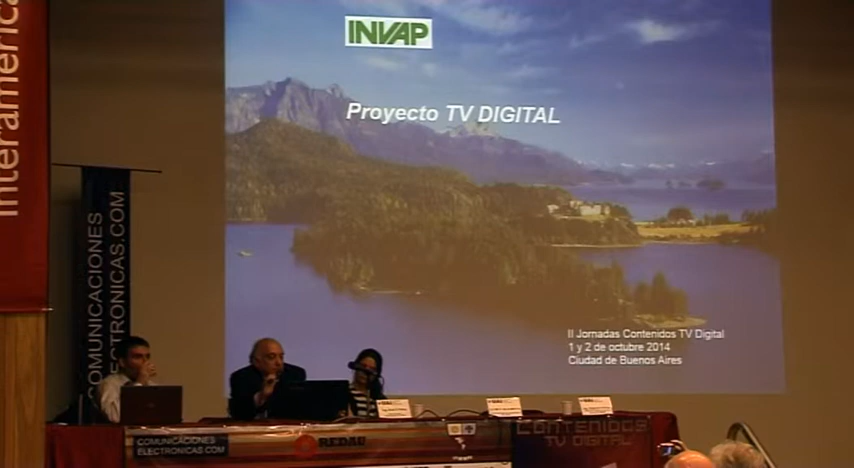 Interamerica
INVAP
Proyecto TV DIGITAL
COMUNICACIONES
ELECTRONICAS.COM
II Jornadas Contenidos TV Digital
1 y 2 de octubre 2014
Ciudad de Buenos Aires
COMUNICACIONES
ELECTRONICAS.COM
REDAU
CONTENIDOS
TV DIGITAL